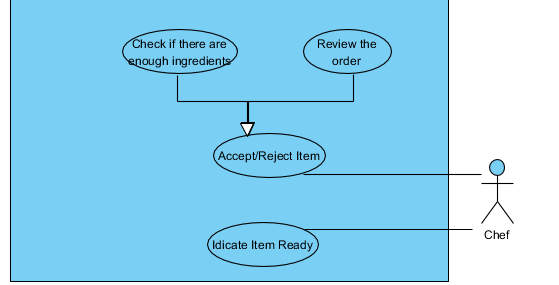 Check if there are
enough ingredients
Review the
order
Accept/Reject Item
Chef
Idicate Item Ready